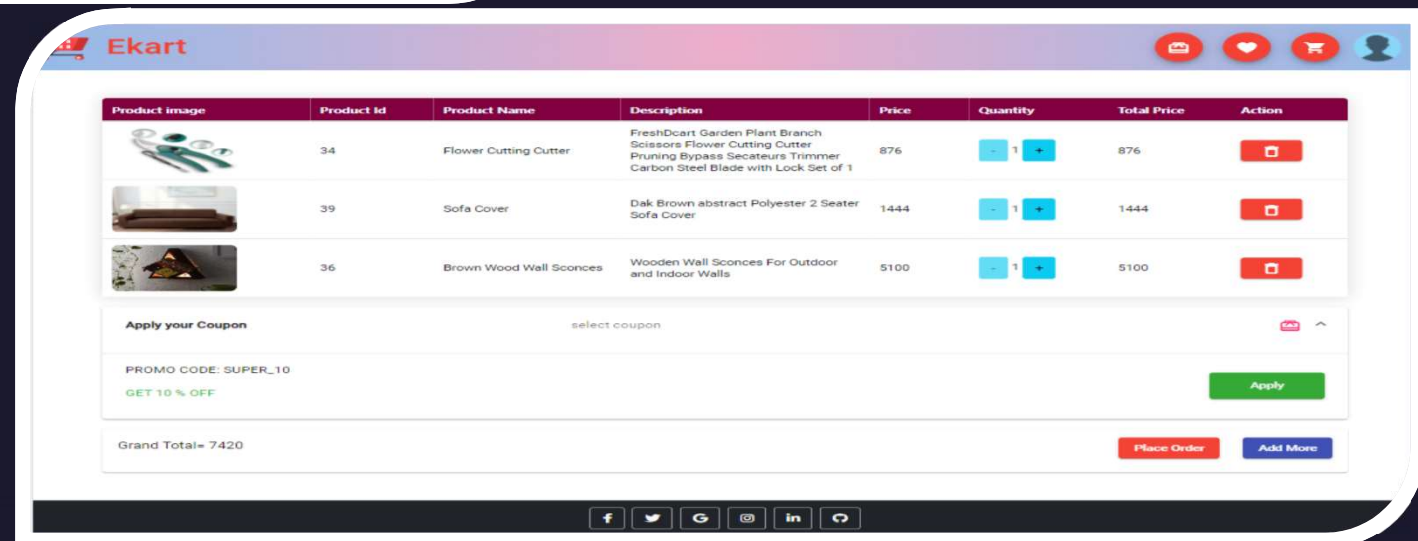 Ekart
Product image Product Id Product Name Description Price Quantity Total Price Action
34 Flower Cutting Cutter FreshDcart Garden Plant Branch
Scissors Flower Cutting Cutter
Pruning Bypass Secateurs Trimmer
Carbon Steel Blade with Lock Set of 1
876 - 1 + 876
39 Sofa Cover Dak Brown abstract Polyester 2 Seater
Sofa Cover
1444 - 1 + 1444
36 Brown Wood Wall Sconces Wooden Wall Sconces For Outdoor
and Indoor Walls
5100 - 1 + 5100
Apply your Coupon select coupon
PROMO CODE: SUPER_10
GET 10 % OFF
Apply
Grand Total= 7420 Place Order Add More